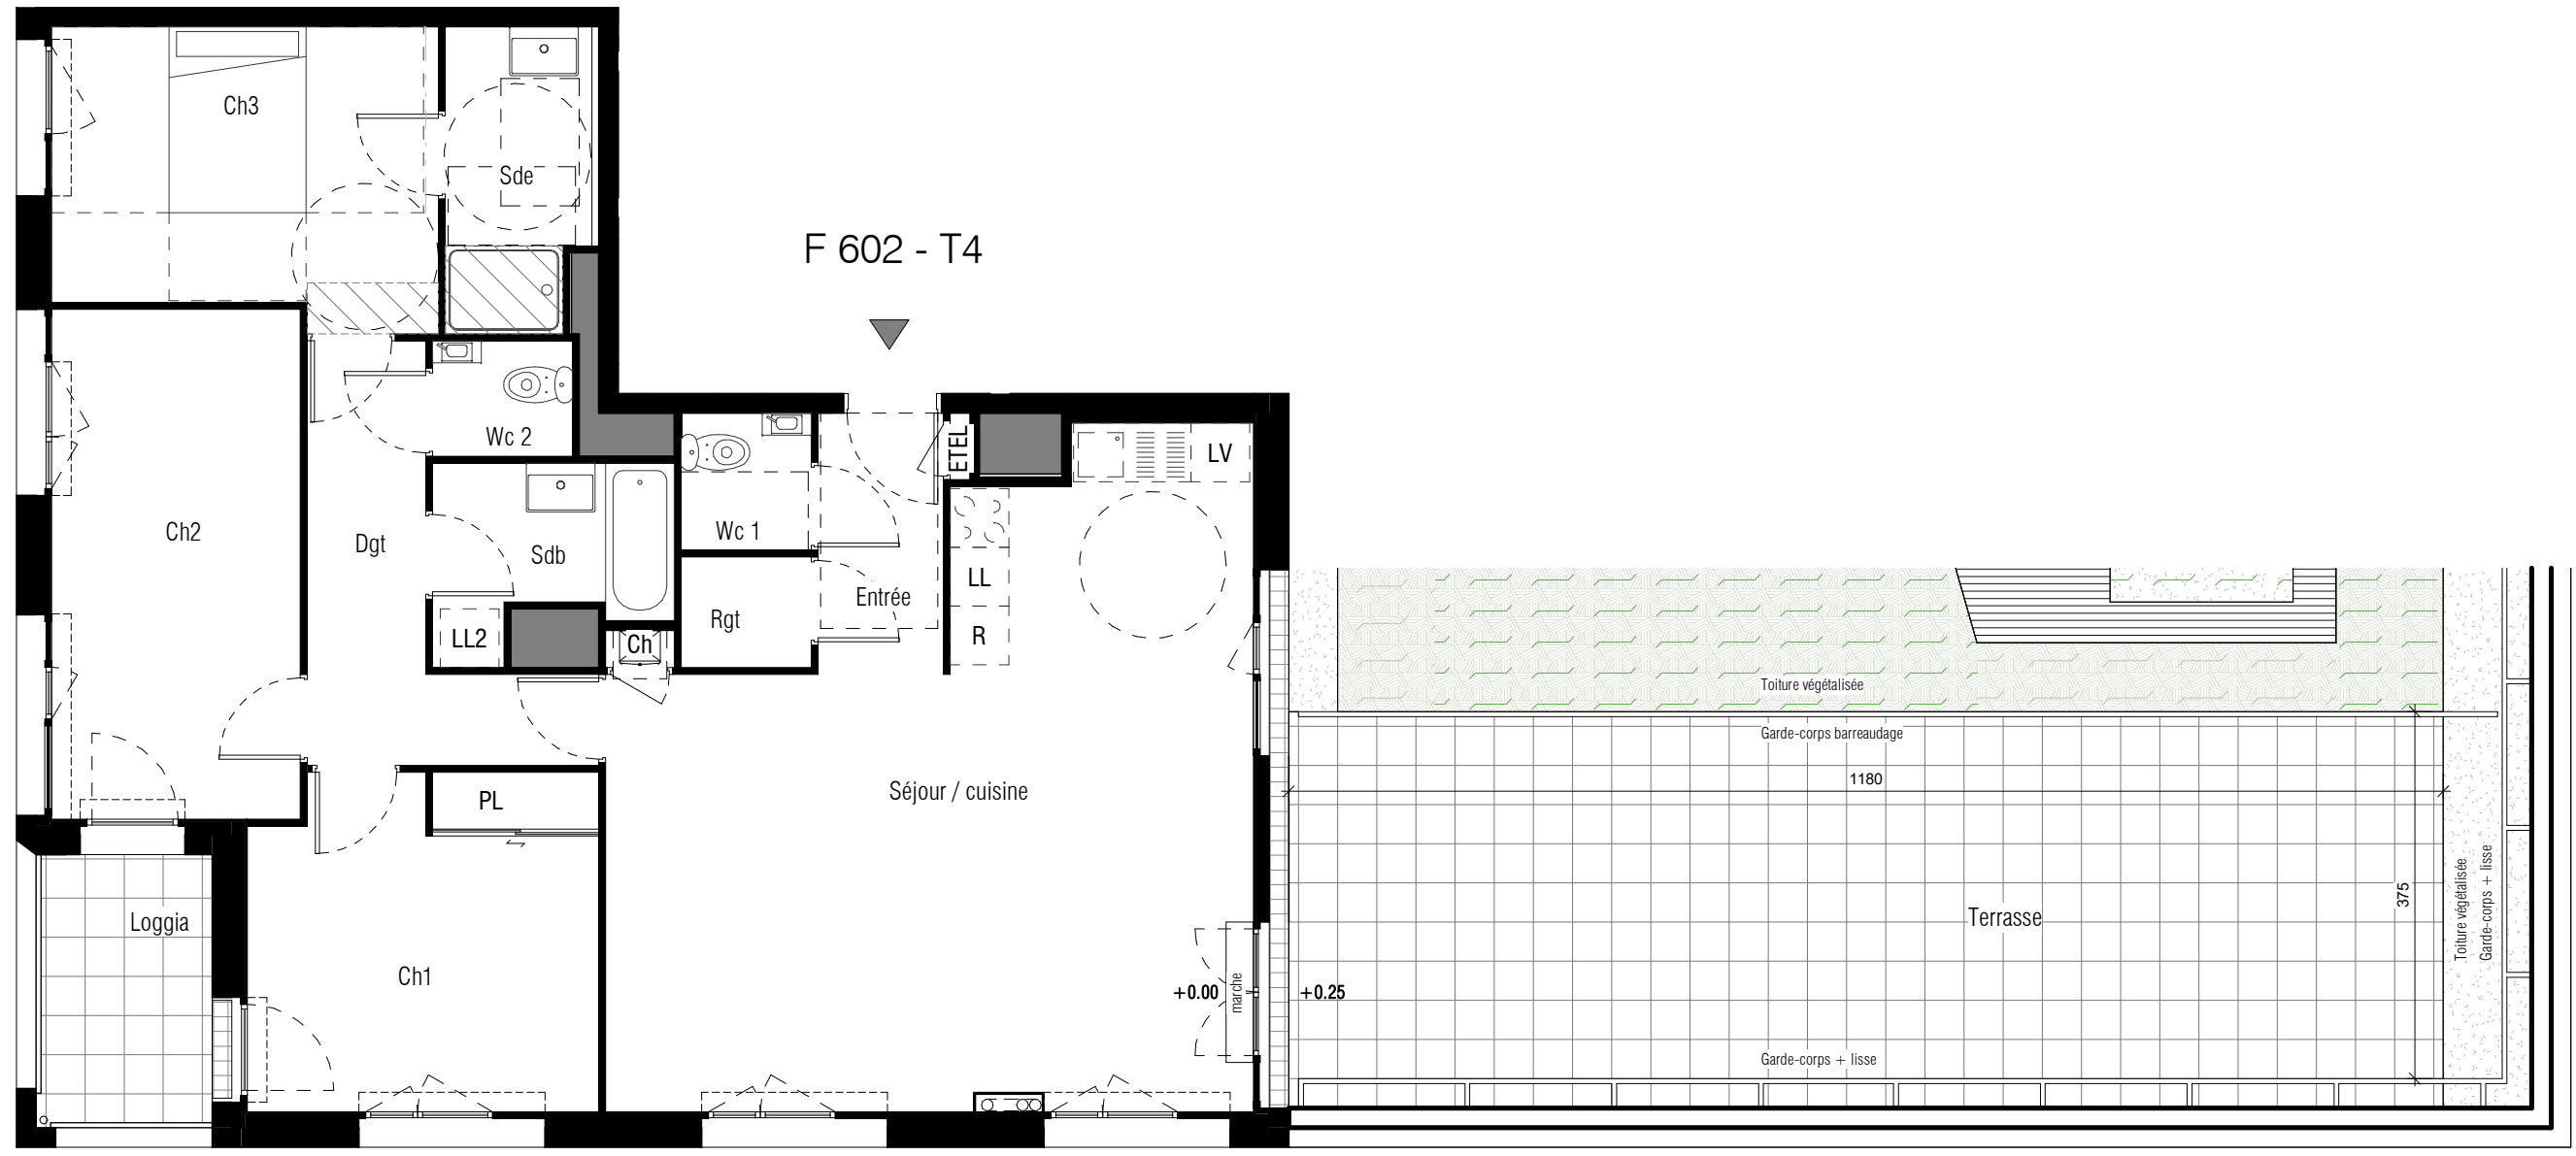 Ch3
Sde
F 602 - T4
Wc 2
ETEL
LV
Ch2
Dgt
Sdb
Wc 1
LL
Rgt
Entrée
R
LL2
Ch
Toiture végétalisée
Garde-corps barreaudage
1180
PL
Séjour / cuisine
375
Toiture végétalisée
Garde-corps + lisse
Loggia
Terrasse
Ch1
+0.00
marche
+0.25
Garde-corps + lisse